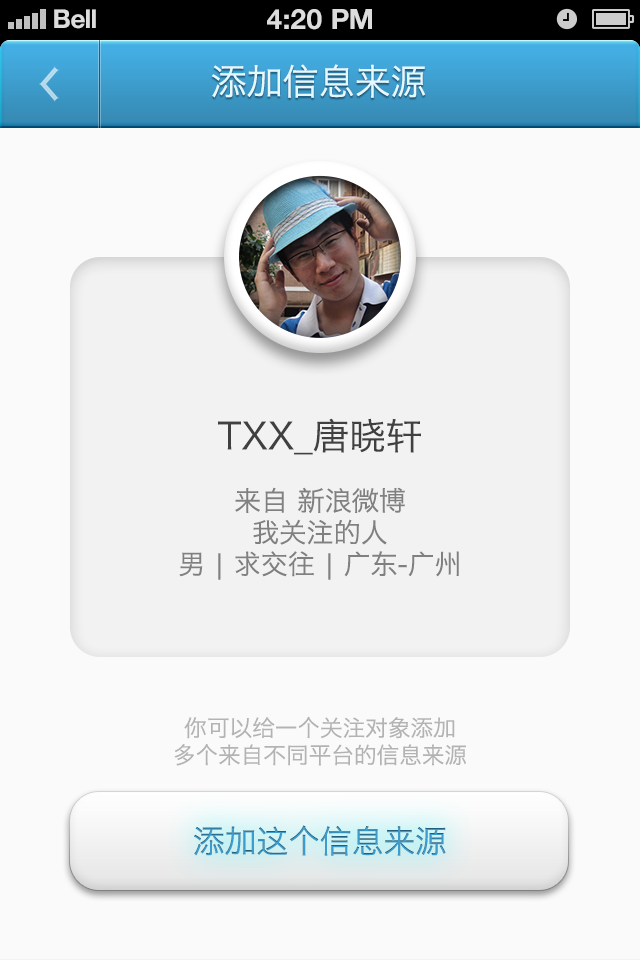 Bell 4:20 PM
添加信息来源
TXX_唐晓轩
来自 新浪微博
我关注的人
男 | 求交往 | 广东-广州
你可以给一个关注对象添加
多个来自不同平台的信息来源
添加这个信息来源